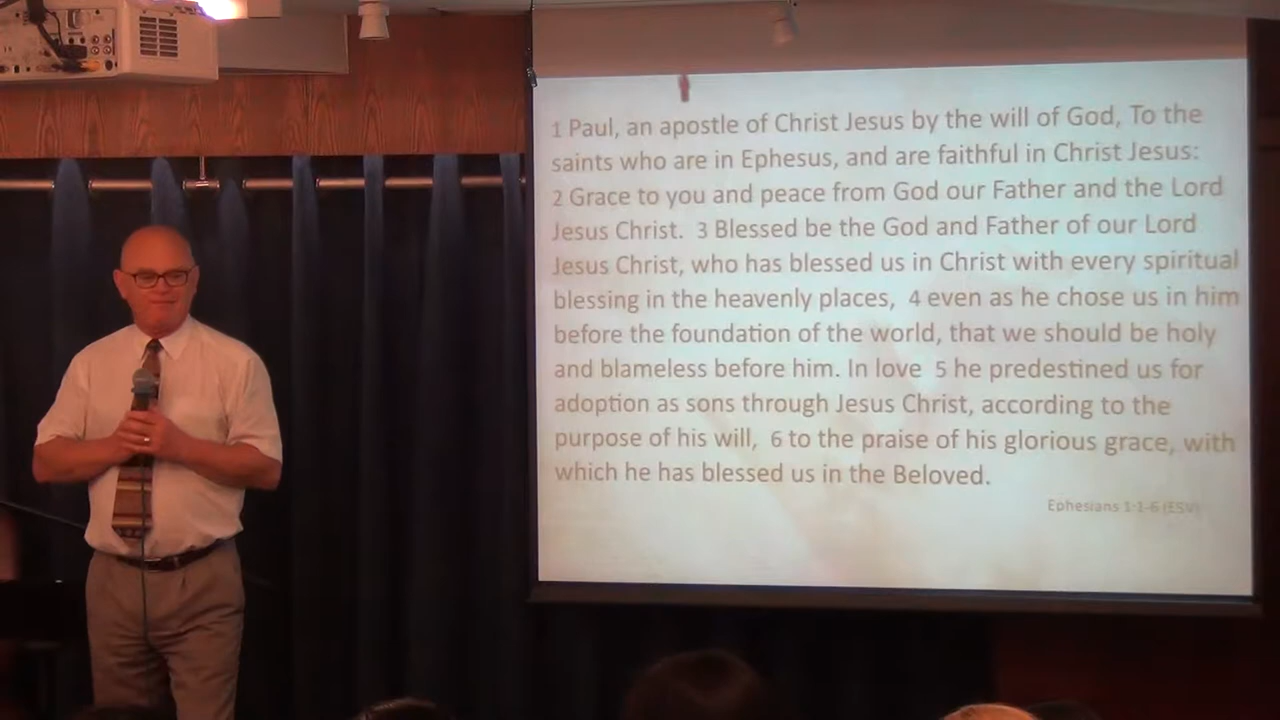 1 Paul, an apostle of Christ Jesus by the will of God, To the
saints who are in Ephesus, and are faithful in Christ Jesus:
2 Grace to you and peace from God our Father and the Lord
Jesus Christ.  3 Blessed be the God and Father of our Lord
Jesus Christ, who has blessed us in Christ with every spiritual
blessing in the heavenly places,  4 even as he chose us in him
before the foundation of the world, that we should be holy
and blameless before him. In love  5 he predestined us for
adoption as sons through Jesus Christ, according to the
purpose of his will,  6 to the praise of his glorious grace, with
which he has blessed us in the Beloved.
Ephesians 1:1-6 (ESV)